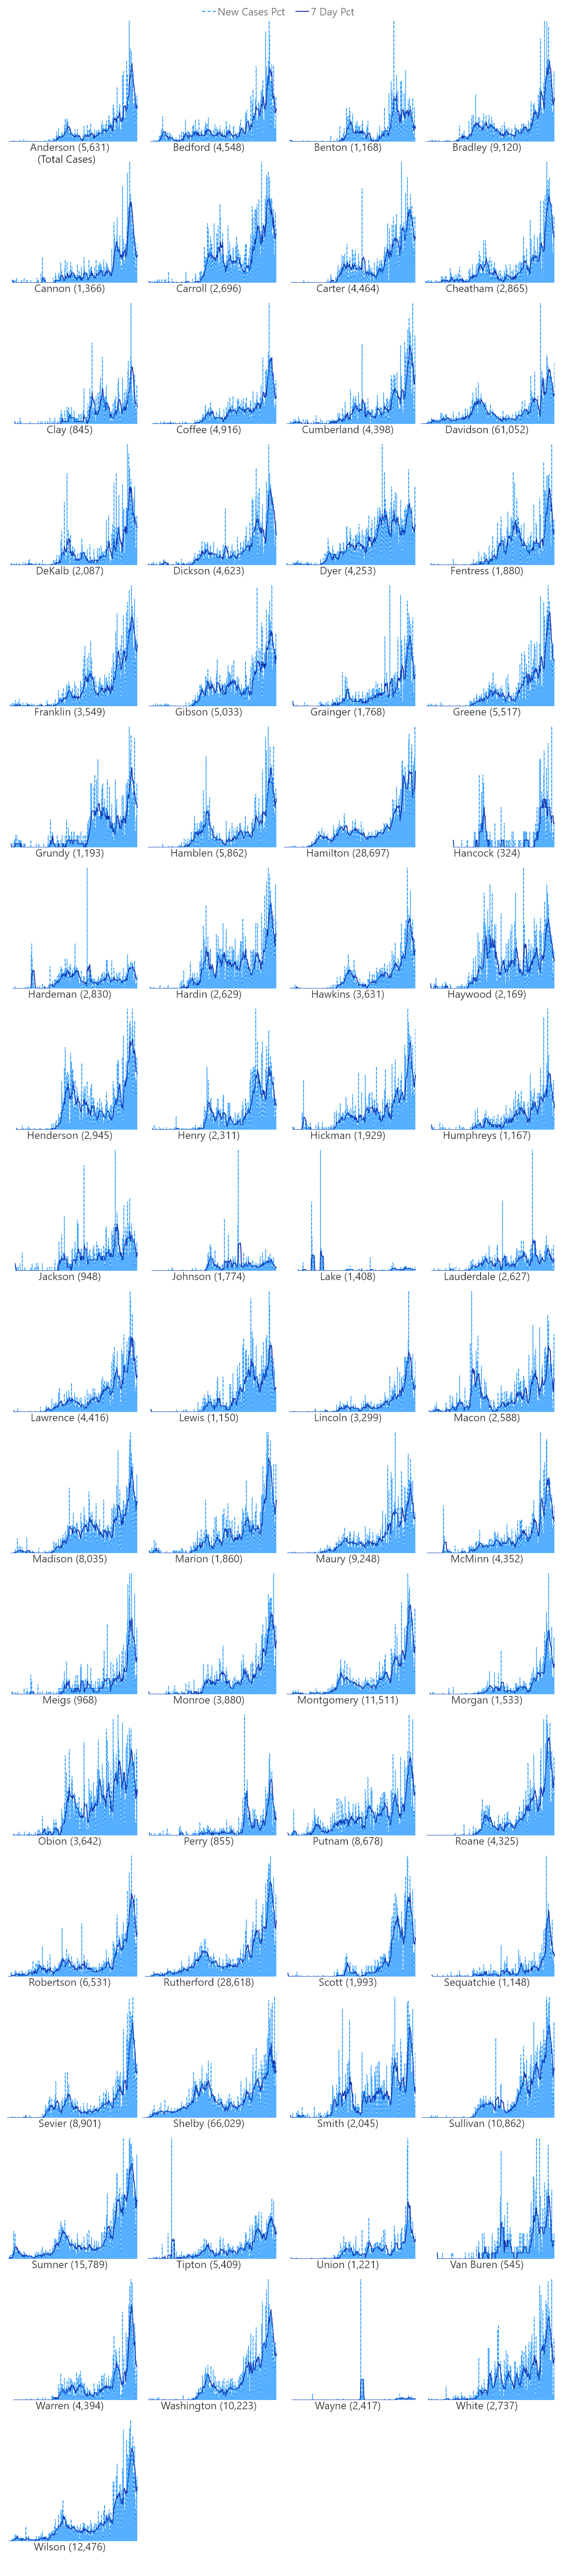 New Cases Pct 7 Day Pct
Anderson (5,631) Bedford (4,548) Benton (1,168) Bradley (9,120)
(Total Cases)
Cannon (1,366) Carroll (2,696) Carter (4,464) Cheatham (2,865)
Clay (845) Coffee (4,916) Cumberland (4,398) Davidson (61,052)
DeKalb (2,087) Dickson (4,623) Dyer (4,253) Fentress (1,880)
Franklin (3,549) Gibson (5,033) Grainger (1,768) Greene (5,517)
Grundy (1,193) Hamblen (5,862) Hamilton (28,697) Hancock (324)
Hardeman (2,830) Hardin (2,629) Hawkins (3,631) Haywood (2,169)
Henderson (2,945) Henry (2,311) Hickman (1,929) Humphreys (1,167)
Jackson (948) Johnson (1,774) Lake (1,408) Lauderdale (2,627)
Lawrence (4,416) Lewis (1,150) Lincoln (3,299) Macon (2,588)
Madison (8,035) Marion (1,860) Maury (9,248) McMinn (4,352)
Meigs (968) Monroe (3,880) Montgomery (11,511) Morgan (1,533)
Obion (3,642) Perry (855) Putnam (8,678) Roane (4,325)
Robertson (6,531) Rutherford (28,618) Scott (1,993) Sequatchie (1,148)
Sevier (8,901) Shelby (66,029) Smith (2,045) Sullivan (10,862)
Sumner (15,789) Tipton (5,409) Union (1,221) Van Buren (545)
Warren (4,394) Washington (10,223) Wayne (2,417) White (2,737)
Wilson (12,476)